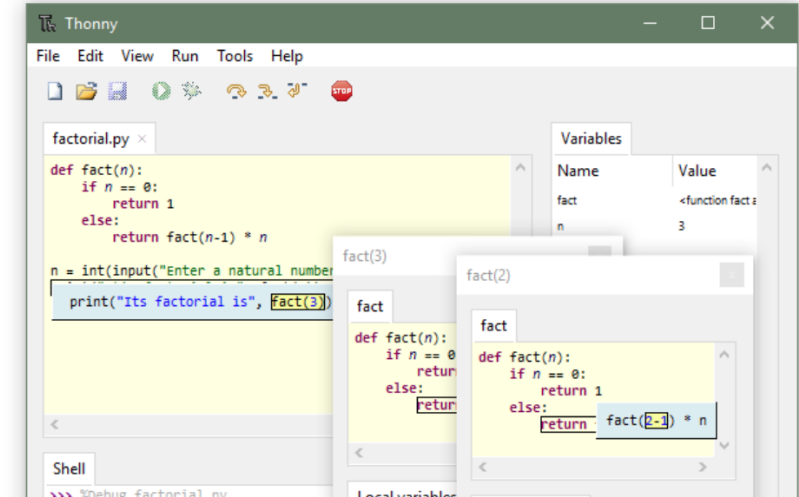 Thonny
File Edit View Run Tools Help
STOP
factorial.py
def fact(n):
    if n == 0:
        return 1
    else:
        return fact(n-1) * n
n = int(input("Enter a natural number
print("Its factorial is", fact(3))
Variables
Name Value
fact <function fact a
n 3
fact(3)
fact
def fact(n):
    if n == 0
        retur
    else:
        retur
Local variables
fact(2)
fact
def fact(n):
    if n == 0:
        return 1
    else:
        return fact(2-1) * n
Shell
>>> %Debug factorial.py